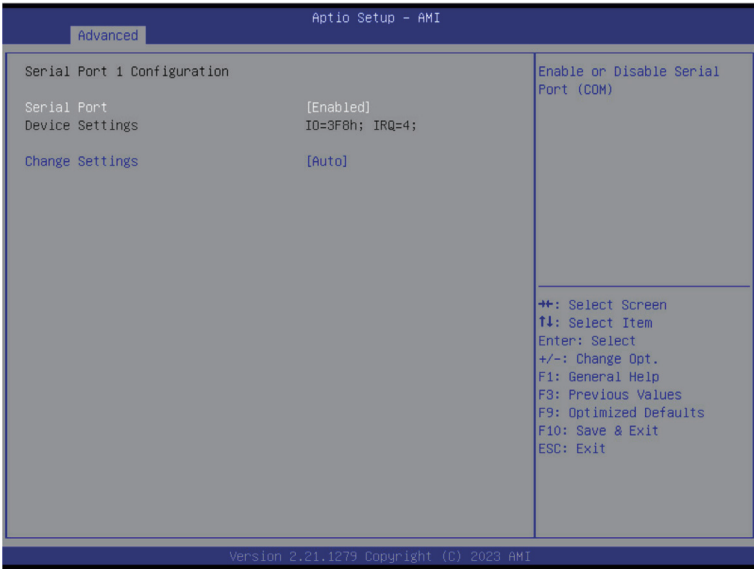 Aptio Setup - AMI
Advanced
Serial Port 1 Configuration
Serial Port [Enabled]
Device Settings IO=3F8h; IRQ=4;
Change Settings [Auto]
Enable or Disable Serial
Port (COM)
→←: Select Screen
↑↓: Select Item
Enter: Select
+/-: Change Opt.
F1: General Help
F3: Previous Values
F9: Optimized Defaults
F10: Save & Exit
ESC: Exit
Version 2.21.1279 Copyright (C) 2023 AMI